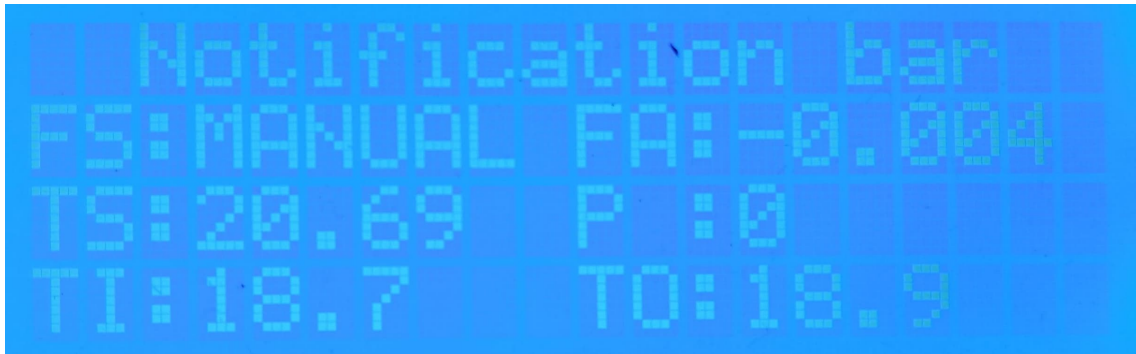 Notification bar
FS:MANUAL FA:-0.004
TS:20.69 P :0
TI:18.7 TO:18.9